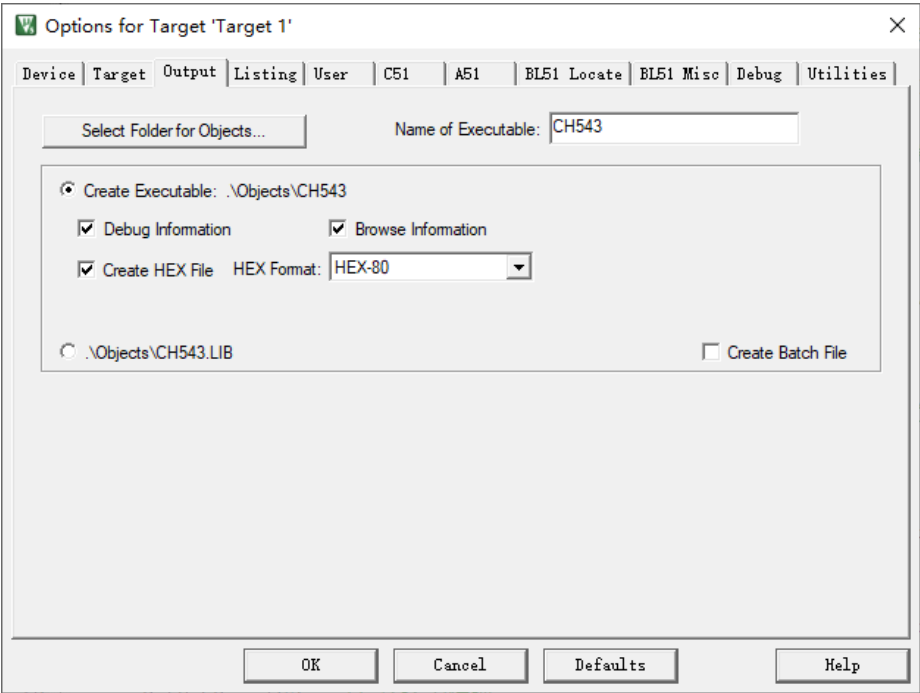 Options for Target 'Target 1'
Device Target Output Listing User C51 A51 BL51 Locate BL51 Misc Debug Utilities
Select Folder for Objects... Name of Executable: CH543
Create Executable: .\Objects\CH543
Debug Information Browse Information
Create HEX File HEX Format: HEX-80
.\Objects\CH543.LIB Create Batch File
OK Cancel Defaults Help